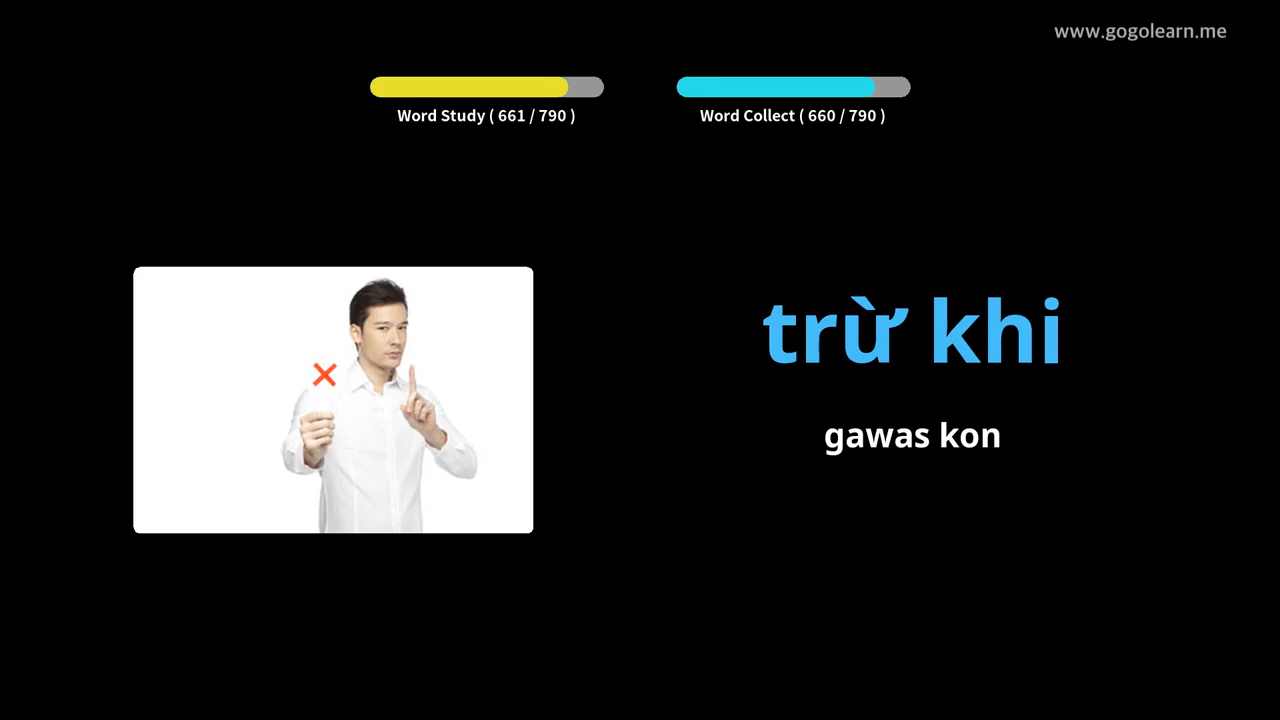 www.gogolearn.me
Word Study ( 661 / 790 )
Word Collect ( 660 / 790 )
trừ khi
gawas kon